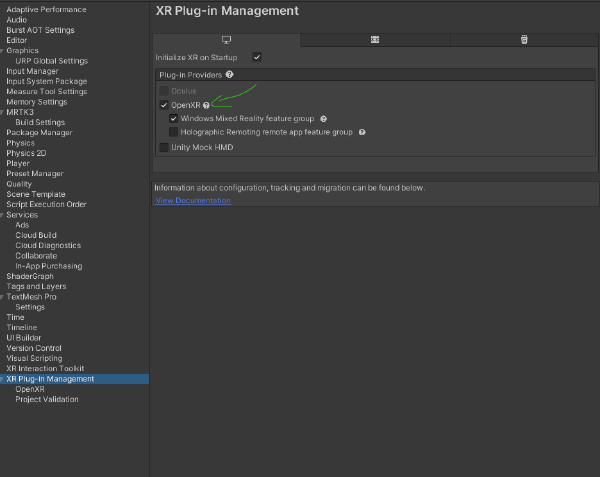 XR Plug-in Management
Adaptive Performance
Audio
Burst AOT Settings
Editor
Graphics
URP Global Settings
Input Manager
Input System Package
Measure Tool Settings
Memory Settings
MRTK3
Build Settings
Package Manager
Physics
Physics 2D
Player
Preset Manager
Quality
Scene Template
Script Execution Order
Services
Ads
Cloud Build
Cloud Diagnostics
Collaborate
In-App Purchasing
ShaderGraph
Tags and Layers
TextMesh Pro
Settings
Time
Timeline
UI Builder
Version Control
Visual Scripting
XR Interaction Toolkit
XR Plug-in Management
OpenXR
Project Validation
Initialize XR on Startup
Plug-in Providers
Oculus
OpenXR
Windows Mixed Reality feature group
Holographic Remoting remote app feature group
Unity Mock HMD
Information about configuration, tracking and migration can be found below.
View Documentation